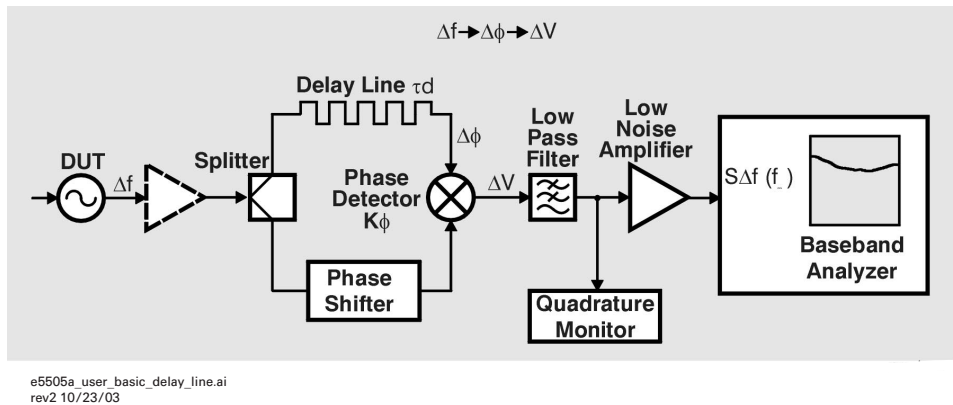 Δf→Δϕ→ΔV
Delay Line τd
DUT
Δf
Splitter
Δϕ
Phase
Detector
Kϕ
ΔV
Low
Pass
Filter
Low
Noise
Amplifier
SΔf (f_)
Baseband
Analyzer
Phase
Shifter
Quadrature
Monitor
e5505a_user_basic_delay_line.ai
rev2 10/23/03